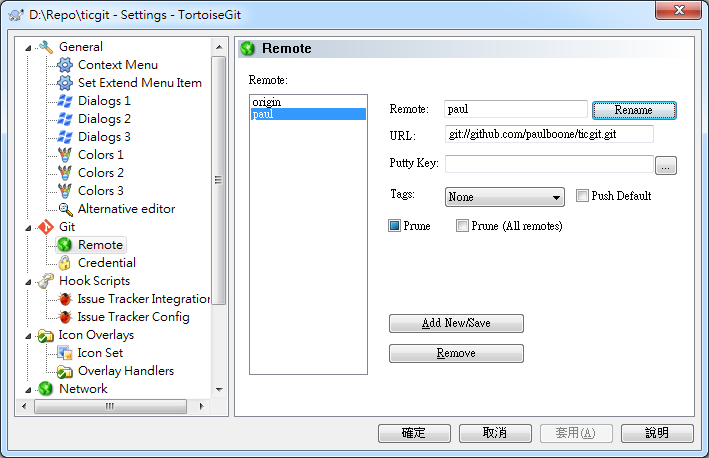 D:\Repo\ticgit - Settings - TortoiseGit
General
Context Menu
Set Extend Menu Item
Dialogs 1
Dialogs 2
Dialogs 3
Colors 1
Colors 2
Colors 3
Alternative editor
Git
Remote
Credential
Hook Scripts
Issue Tracker Integration
Issue Tracker Config
Icon Overlays
Icon Set
Overlay Handlers
Network
Remote
Remote:
origin
paul
Remote: paul Rename
URL: git://github.com/paulboone/ticgit.git
Putty Key: ...
Tags: None Push Default
Prune Prune (All remotes)
Add New/Save
Remove
確定 取消 套用(A) 說明